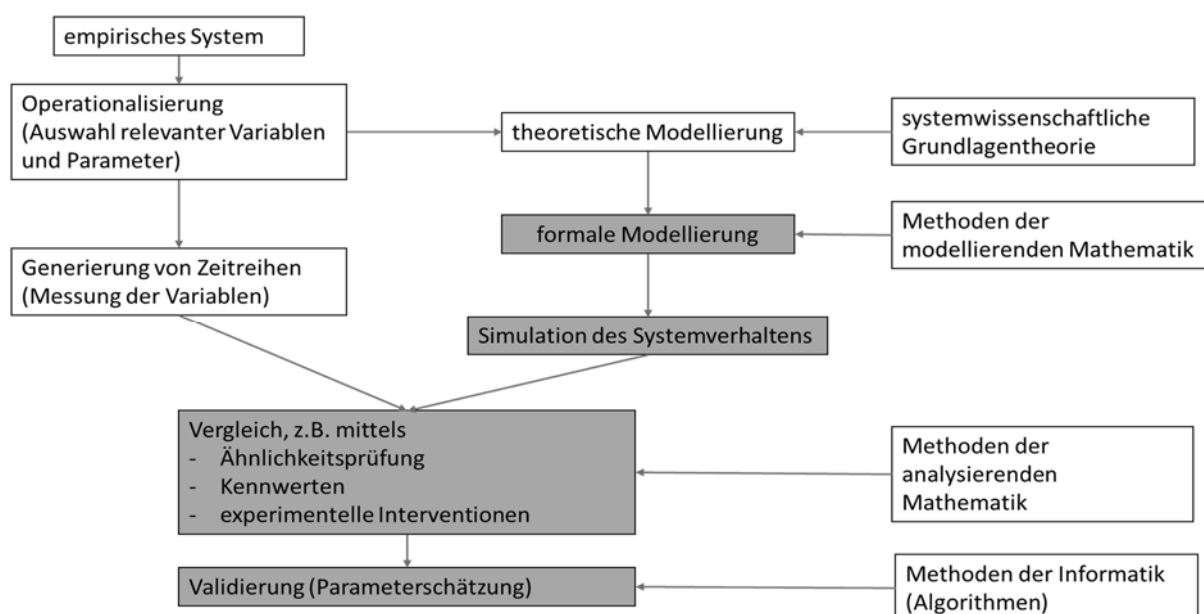 empirisches System
Operationalisierung
(Auswahl relevanter Variablen
und Parameter)
theoretische Modellierung
systemwissenschaftliche
Grundlagentheorie
formale Modellierung
Methoden der
modellierenden Mathematik
Generierung von Zeitreihen
(Messung der Variablen)
Simulation des Systemverhaltens
Vergleich, z.B. mittels
- Ähnlichkeitsprüfung
- Kennwerten
- experimentelle Interventionen
Methoden der
analysierenden
Mathematik
Validierung (Parameterschätzung)
Methoden der Informatik
(Algorithmen)